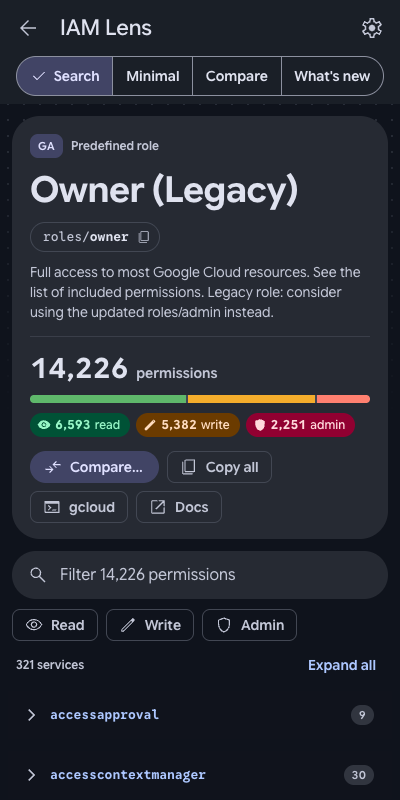 IAM Lens
Search
Minimal
Compare
What's new
GA
Predefined role
Owner (Legacy)
roles/owner
Full access to most Google Cloud resources. See the
list of included permissions. Legacy role: consider
using the updated roles/admin instead.
14,226 permissions
6,593 read
5,382 write
2,251 admin
Compare...
Copy all
gcloud
Docs
Filter 14,226 permissions
Read
Write
Admin
321 services
Expand all
accessapproval
9
accesscontextmanager
30